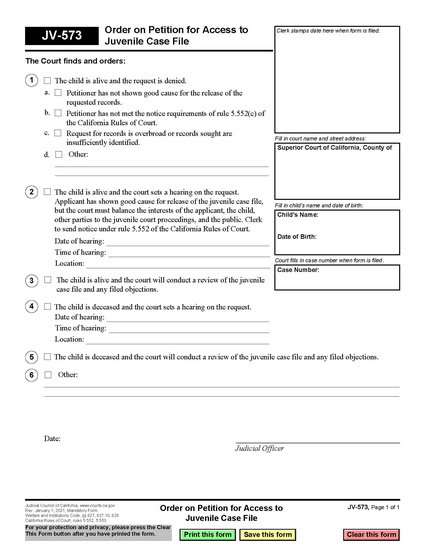 JV-573
Order on Petition for Access to
Juvenile Case File
Clerk stamps date here when form is filed.
Fill in court name and street address:
Superior Court of California, County of
Fill in child's name and date of birth:
Child's Name:
Date of Birth:
Court fills in case number when form is filed.
Case Number:
The Court finds and orders:
1 The child is alive and the request is denied.
a. Petitioner has not shown good cause for the release of the
requested records.
b. Petitioner has not met the notice requirements of rule 5.552(c) of
the California Rules of Court.
c. Request for records is overbroad or records sought are
insufficiently identified.
d. Other:
2 The child is alive and the court sets a hearing on the request.
Applicant has shown good cause for release of the juvenile case file,
but the court must balance the interests of the applicant, the child,
other parties to the juvenile court proceedings, and the public. Clerk
to send notice under rule 5.552 of the California Rules of Court.
Date of hearing:
Time of hearing:
Location:
3 The child is alive and the court will conduct a review of the juvenile
case file and any filed objections.
4 The child is deceased and the court sets a hearing on the request.
Date of hearing:
Time of hearing:
Location:
5 The child is deceased and the court will conduct a review of the juvenile case file and any filed objections.
6 Other:
Date:
Judicial Officer
Judicial Council of California, www.courts.ca.gov
Rev. January 1, 2021, Mandatory Form
Welfare and Institutions Code, §§ 827, 827.10, 828;
California Rules of Court, rules 5.552, 5.553
Order on Petition for Access to
Juvenile Case File
JV-573, Page 1 of 1
For your protection and privacy, please press the Clear
This Form button after you have printed the form.
Print this form
Save this form
Clear this form